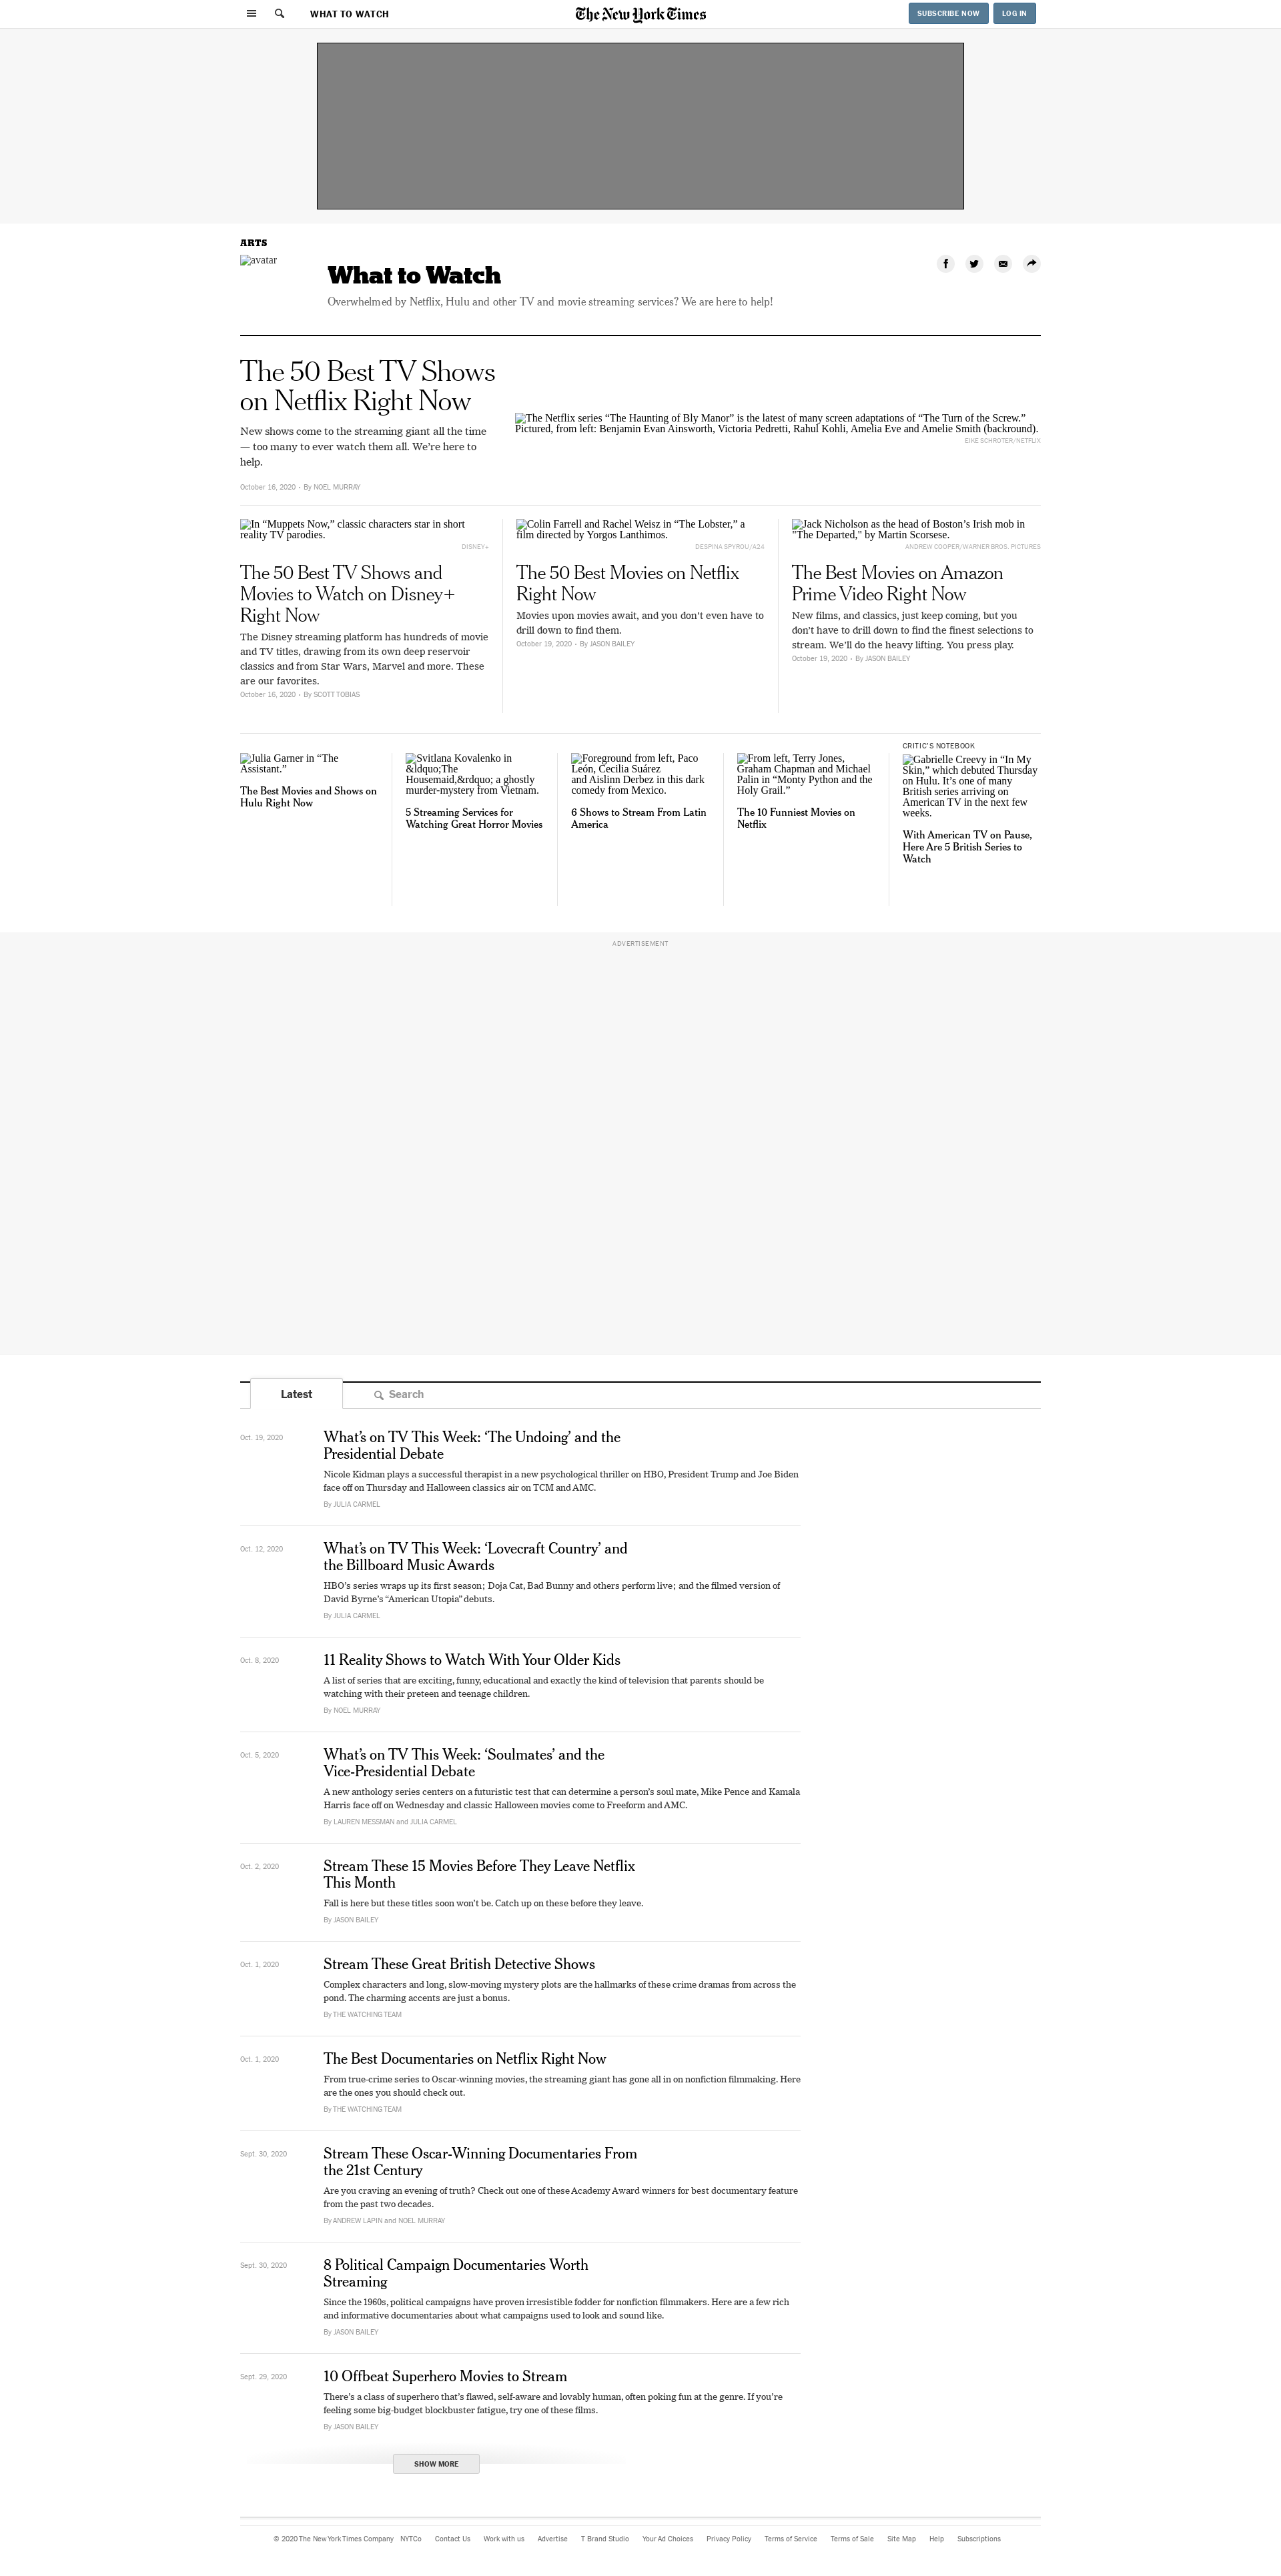 WHAT TO WATCH
The New York Times
SUBSCRIBE NOW
LOG IN
ARTS
avatar
What to Watch
Overwhelmed by Netflix, Hulu and other TV and movie streaming services? We are here to help!
The 50 Best TV Shows
on Netflix Right Now
New shows come to the streaming giant all the time
— too many to ever watch them all. We’re here to
help.
October 16, 2020 - By NOEL MURRAY
The Netflix series “The Haunting of Bly Manor” is the latest of many screen adaptations of “The Turn of the Screw.”
Pictured, from left: Benjamin Evan Ainsworth, Victoria Pedretti, Rahul Kohli, Amelia Eve and Amelie Smith (backround).
EIKE SCHROTER/NETFLIX
In “Muppets Now,” classic characters star in short
reality TV parodies.
DISNEY+
The 50 Best TV Shows and
Movies to Watch on Disney+
Right Now
The Disney streaming platform has hundreds of movie
and TV titles, drawing from its own deep reservoir
classics and from Star Wars, Marvel and more. These
are our favorites.
October 16, 2020 - By SCOTT TOBIAS
Colin Farrell and Rachel Weisz in “The Lobster,” a
film directed by Yorgos Lanthimos.
DESPINA SPYROU/A24
The 50 Best Movies on Netflix
Right Now
Movies upon movies await, and you don’t even have to
drill down to find them.
October 19, 2020 - By JASON BAILEY
Jack Nicholson as the head of Boston’s Irish mob in
"The Departed," by Martin Scorsese.
ANDREW COOPER/WARNER BROS. PICTURES
The Best Movies on Amazon
Prime Video Right Now
New films, and classics, just keep coming, but you
don’t have to drill down to find the finest selections to
stream. We’ll do the heavy lifting. You press play.
October 19, 2020 - By JASON BAILEY
Julia Garner in “The
Assistant.”
The Best Movies and Shows on
Hulu Right Now
Svitlana Kovalenko in
&ldquo;The
Housemaid,&rdquo; a ghostly
murder-mystery from Vietnam.
5 Streaming Services for
Watching Great Horror Movies
Foreground from left, Paco
León, Cecilia Suárez
and Aislinn Derbez in this dark
comedy from Mexico.
6 Shows to Stream From Latin
America
From left, Terry Jones,
Graham Chapman and Michael
Palin in “Monty Python and the
Holy Grail.”
The 10 Funniest Movies on
Netflix
CRITIC’S NOTEBOOK
Gabrielle Creevy in “In My
Skin,” which debuted Thursday
on Hulu. It’s one of many
British series arriving on
American TV in the next few
weeks.
With American TV on Pause,
Here Are 5 British Series to
Watch
ADVERTISEMENT
Latest
Search
Oct. 19, 2020
What’s on TV This Week: ‘The Undoing’ and the
Presidential Debate
Nicole Kidman plays a successful therapist in a new psychological thriller on HBO, President Trump and Joe Biden
face off on Thursday and Halloween classics air on TCM and AMC.
By JULIA CARMEL
Oct. 12, 2020
What’s on TV This Week: ‘Lovecraft Country’ and
the Billboard Music Awards
HBO’s series wraps up its first season; Doja Cat, Bad Bunny and others perform live; and the filmed version of
David Byrne’s “American Utopia” debuts.
By JULIA CARMEL
Oct. 8, 2020
11 Reality Shows to Watch With Your Older Kids
A list of series that are exciting, funny, educational and exactly the kind of television that parents should be
watching with their preteen and teenage children.
By NOEL MURRAY
Oct. 5, 2020
What’s on TV This Week: ‘Soulmates’ and the
Vice-Presidential Debate
A new anthology series centers on a futuristic test that can determine a person’s soul mate, Mike Pence and Kamala
Harris face off on Wednesday and classic Halloween movies come to Freeform and AMC.
By LAUREN MESSMAN and JULIA CARMEL
Oct. 2, 2020
Stream These 15 Movies Before They Leave Netflix
This Month
Fall is here but these titles soon won’t be. Catch up on these before they leave.
By JASON BAILEY
Oct. 1, 2020
Stream These Great British Detective Shows
Complex characters and long, slow-moving mystery plots are the hallmarks of these crime dramas from across the
pond. The charming accents are just a bonus.
By THE WATCHING TEAM
Oct. 1, 2020
The Best Documentaries on Netflix Right Now
From true-crime series to Oscar-winning movies, the streaming giant has gone all in on nonfiction filmmaking. Here
are the ones you should check out.
By THE WATCHING TEAM
Sept. 30, 2020
Stream These Oscar-Winning Documentaries From
the 21st Century
Are you craving an evening of truth? Check out one of these Academy Award winners for best documentary feature
from the past two decades.
By ANDREW LAPIN and NOEL MURRAY
Sept. 30, 2020
8 Political Campaign Documentaries Worth
Streaming
Since the 1960s, political campaigns have proven irresistible fodder for nonfiction filmmakers. Here are a few rich
and informative documentaries about what campaigns used to look and sound like.
By JASON BAILEY
Sept. 29, 2020
10 Offbeat Superhero Movies to Stream
There’s a class of superhero that’s flawed, self-aware and lovably human, often poking fun at the genre. If you’re
feeling some big-budget blockbuster fatigue, try one of these films.
By JASON BAILEY
SHOW MORE
© 2020 The New York Times Company NYTCo Contact Us Work with us Advertise T Brand Studio Your Ad Choices Privacy Policy Terms of Service Terms of Sale Site Map Help Subscriptions